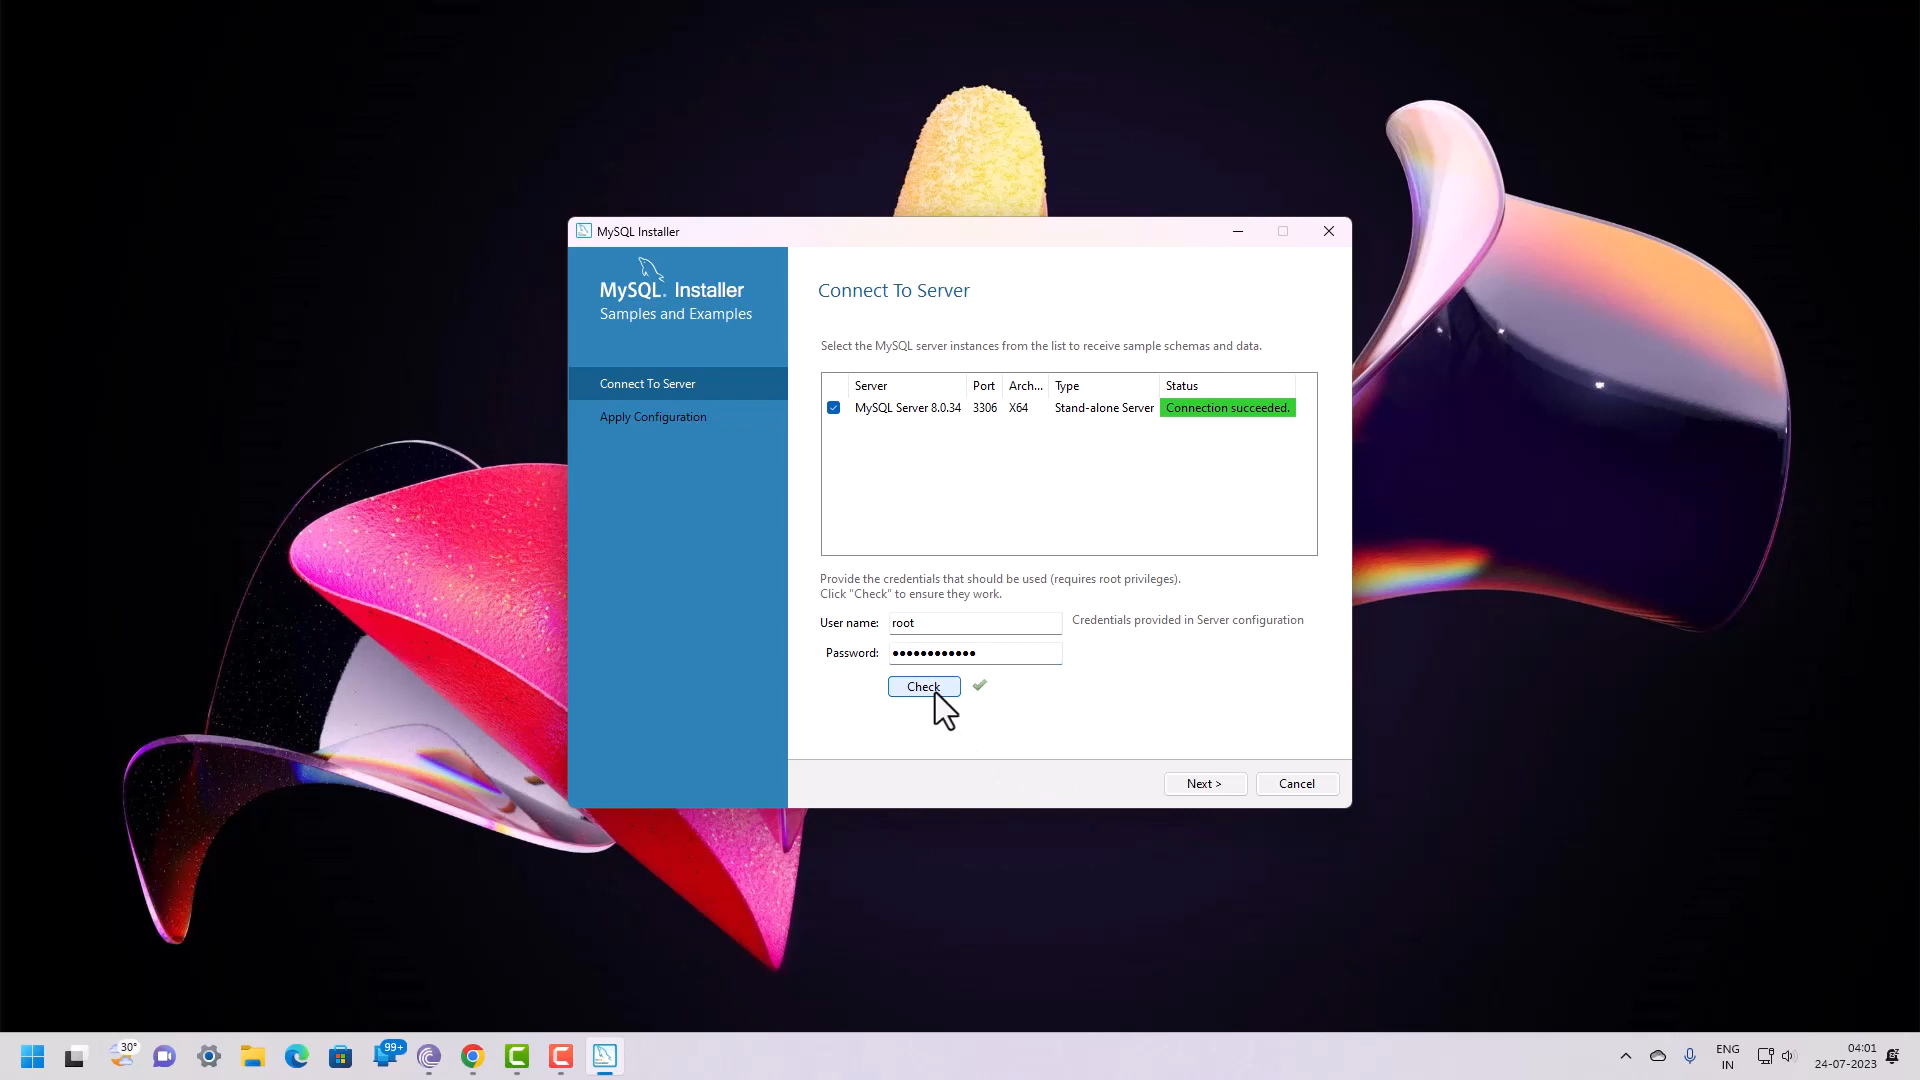 MySQL Installer
MySQL. Installer
Samples and Examples
Connect To Server
Apply Configuration
Connect To Server
Select the MySQL server instances from the list to receive sample schemas and data.
Server Port Arch... Type Status
MySQL Server 8.0.34 3306 X64 Stand-alone Server Connection succeeded.
Provide the credentials that should be used (requires root privileges).
Click "Check" to ensure they work.
User name: root Credentials provided in Server configuration
Password: ●●●●●●●●●●●●
Check
Next > Cancel
30°
99+
ENG
IN
04:01
24-07-2023